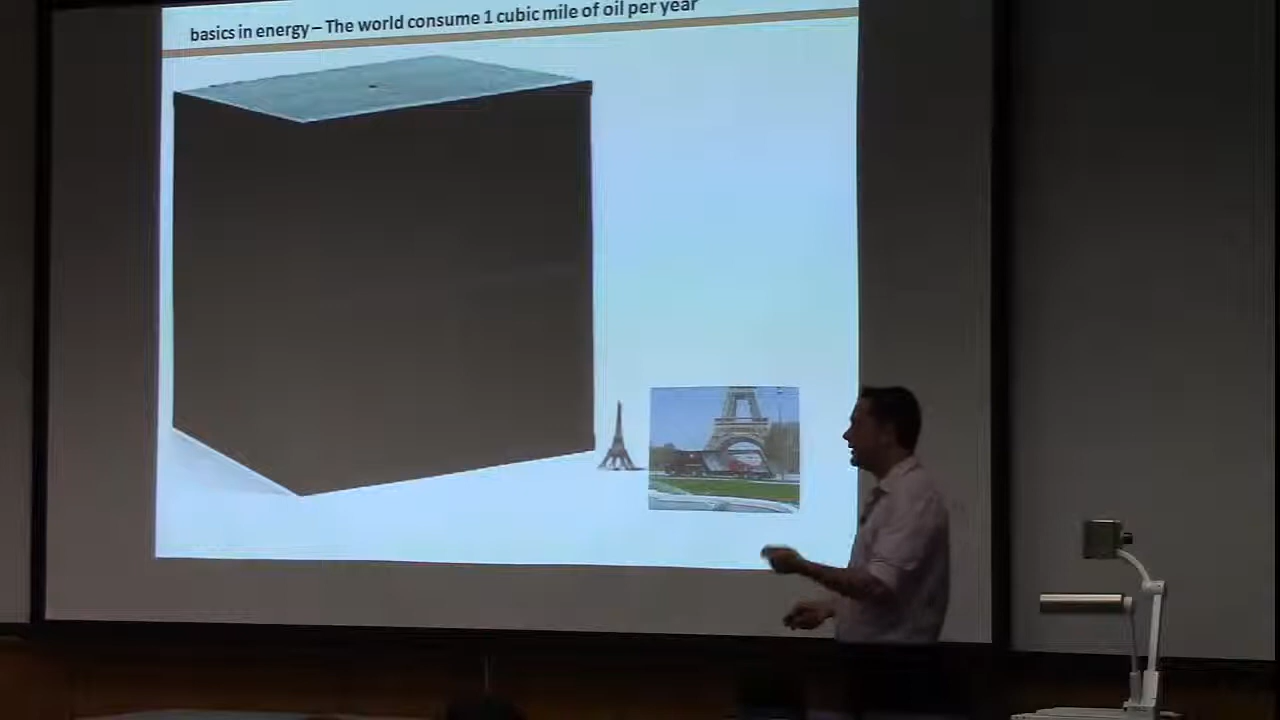 basics in energy – The world consume 1 cubic mile of oil per year